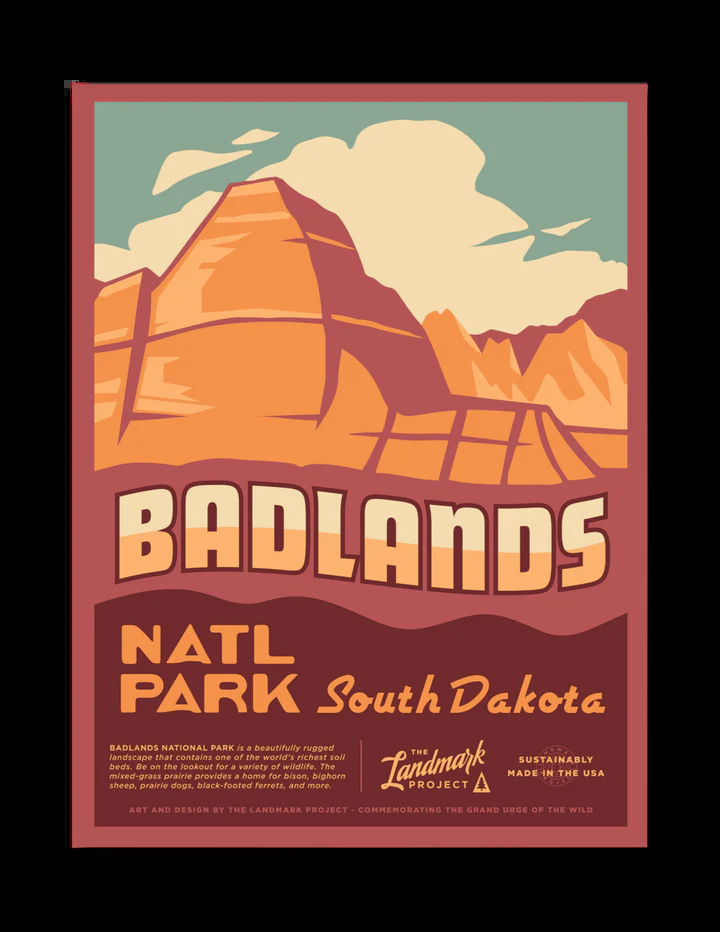 BADLANDS
NATL
PARK South Dakota
BADLANDS NATIONAL PARK is a beautifully rugged
landscape that contains one of the world's richest soil
beds. Be on the lookout for a variety of wildlife. The
mixed-grass prairie provides a home for bison, bighorn
sheep, prairie dogs, black-footed ferrets, and more.
THE
Landmark
PROJECT
SUSTAINABLY
MADE IN THE USA
ART AND DESIGN BY THE LANDMARK PROJECT - COMMEMORATING THE GRAND URGE OF THE WILD